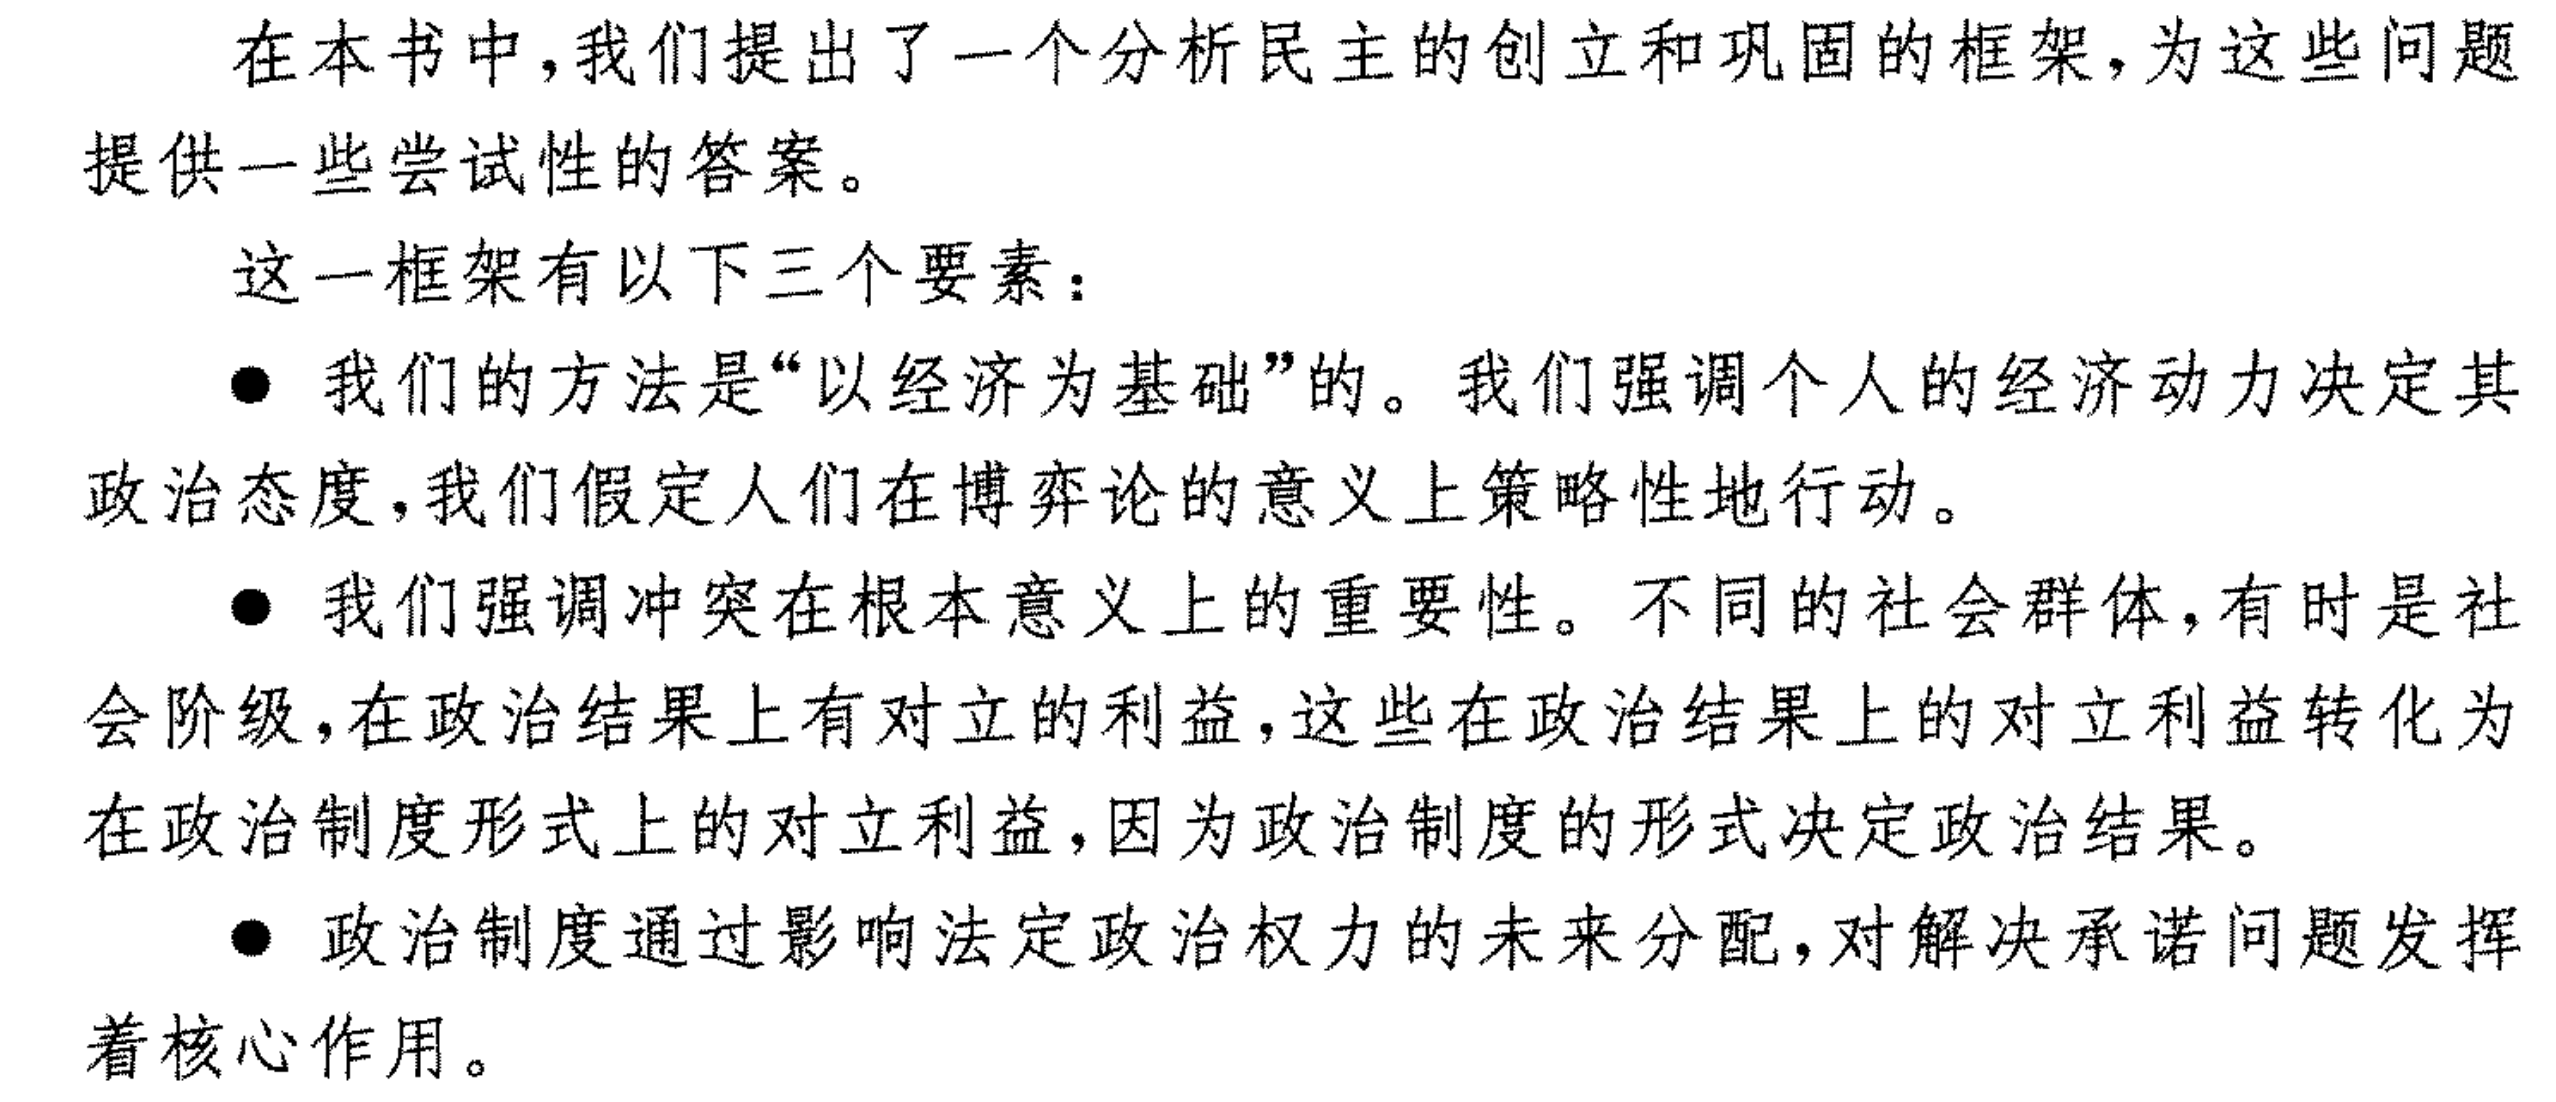 在本书中,我们提出了一个分析民主的创立和巩固的框架,为这些问题
提供一些尝试性的答案。
这一框架有以下三个要素:
● 我们的方法是“以经济为基础”的。我们强调个人的经济动力决定其
政治态度,我们假定人们在博弈论的意义上策略性地行动。
● 我们强调冲突在根本意义上的重要性。不同的社会群体,有时是社
会阶级,在政治结果上有对立的利益,这些在政治结果上的对立利益转化为
在政治制度形式上的对立利益,因为政治制度的形式决定政治结果。
● 政治制度通过影响法定政治权力的未来分配,对解决承诺问题发挥
着核心作用。